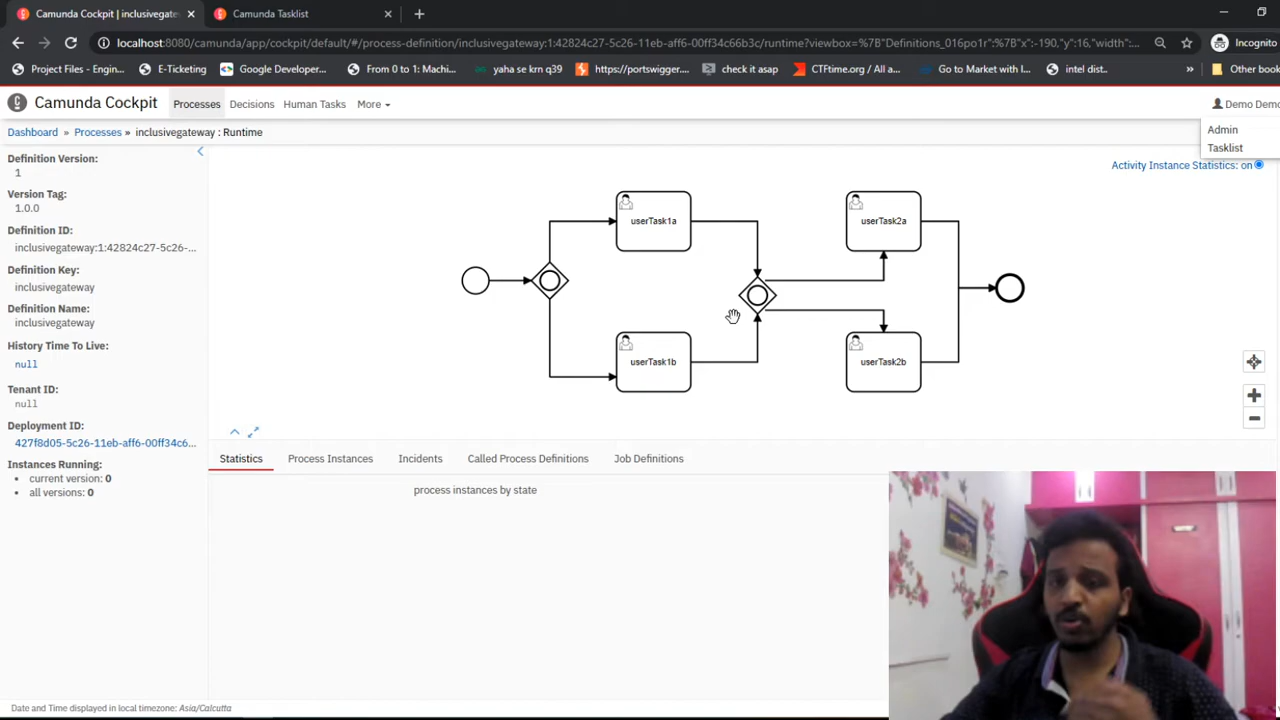 Camunda Cockpit | inclusivegatew
Camunda Tasklist
localhost:8080/camunda/app/cockpit/default/#/process-definition/inclusivegateway:1:42824c27-5c26-11eb-aff6-00ff34c66b3c/runtime?viewbox=%7B"Definitions_016po1r":%7B"x":-190,"y":16,"width":...
Incognito
Project Files - Engin...
E-Ticketing
Google Developer...
From 0 to 1: Machi...
yaha se krn q39
https://portswigger....
check it asap
CTFtime.org / All a...
Go to Market with I...
intel dist..
»
Other book
Camunda Cockpit
Processes
Decisions
Human Tasks
More
Demo Demo
Admin
Tasklist
Dashboard » Processes » inclusivegateway : Runtime
Activity Instance Statistics: on
Definition Version:
1
Version Tag:
1.0.0
Definition ID:
inclusivegateway:1:42824c27-5c26-...
Definition Key:
inclusivegateway
Definition Name:
inclusivegateway
History Time To Live:
null
Tenant ID:
null
Deployment ID:
427f8d05-5c26-11eb-aff6-00ff34c6...
Instances Running:
current version: 0
all versions: 0
userTask1a
userTask2a
userTask1b
userTask2b
Statistics
Process Instances
Incidents
Called Process Definitions
Job Definitions
process instances by state
Date and Time displayed in local timezone: Asia/Calcutta